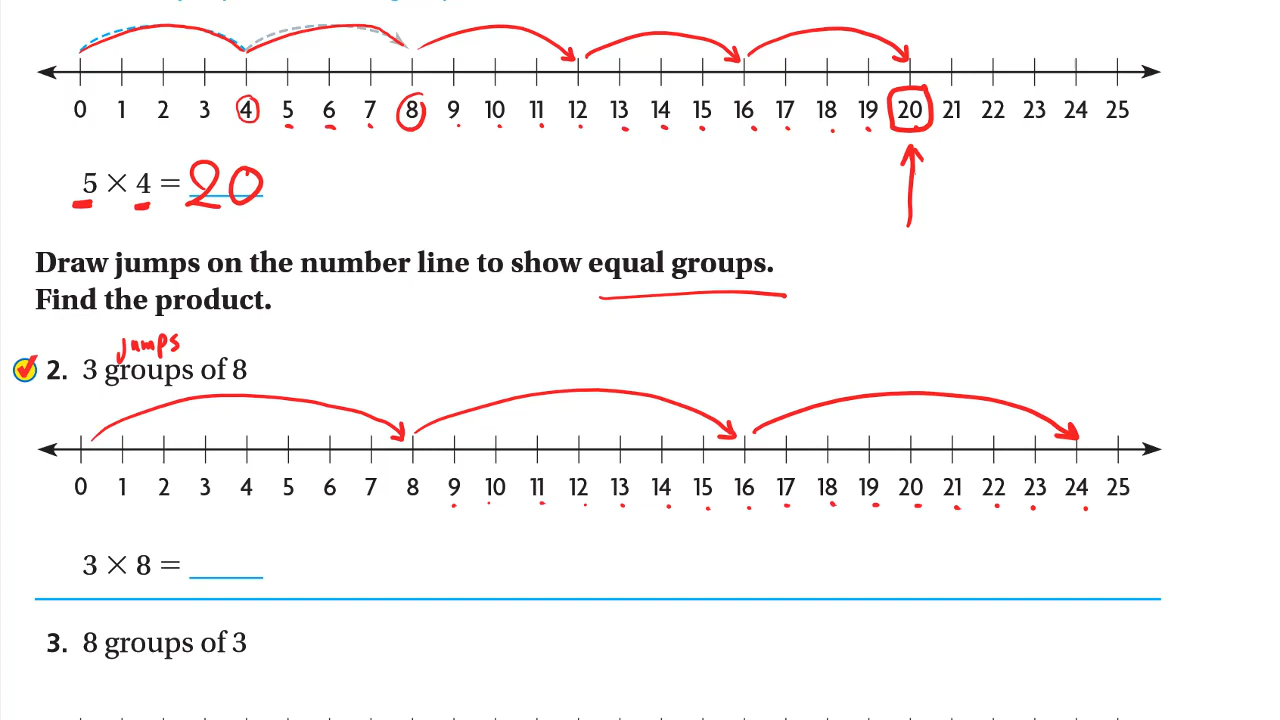 0 1 2 3 4 5 6 7 8 9 10 11 12 13 14 15 16 17 18 19 20 21 22 23 24 25
5 × 4 = 20
Draw jumps on the number line to show equal groups.
Find the product.
jumps
2. 3 groups of 8
0 1 2 3 4 5 6 7 8 9 10 11 12 13 14 15 16 17 18 19 20 21 22 23 24 25
3 × 8 = ____
3. 8 groups of 3